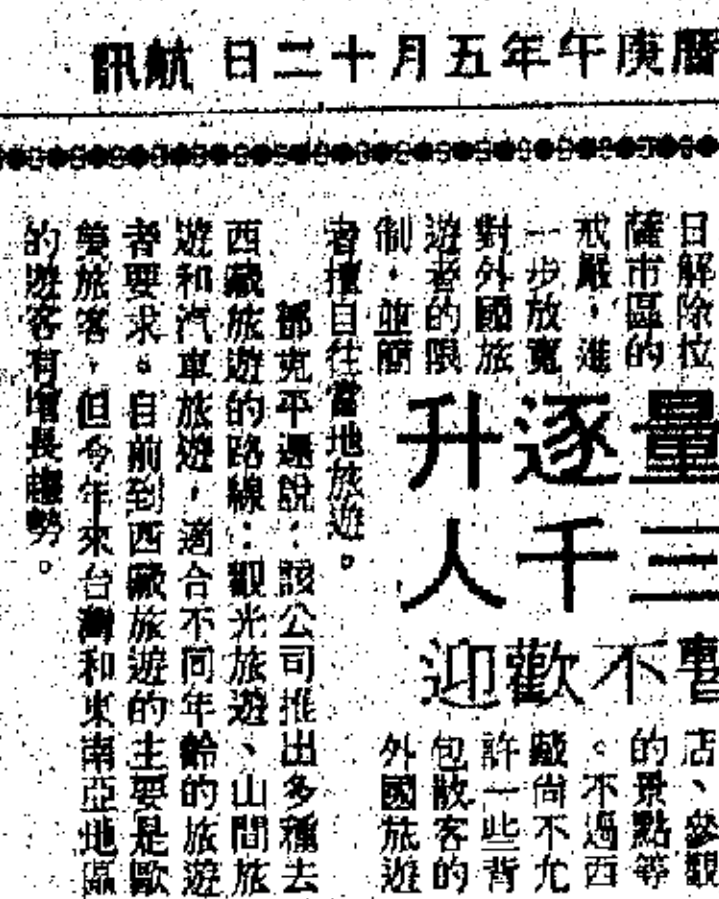 曆庚午年五月十二日 航訊
量逐升
三千人
暫不歡迎
日解除拉
薩市區的
戒嚴，進
一步放寬
對外國旅
遊者的限
制，並簡
店、參觀
的景點等
。不過西
藏尚不允
許一些背
包散客的
外國旅遊
者擅自往當地旅遊。
鄧克平還說，該公司推出多種去
西藏旅遊的路線：觀光旅遊、山間旅
遊和汽車旅遊，適合不同年齡的旅遊
者要求。自前到西藏旅遊的主要是歐
美旅客，但今年來台灣和東南亞地區
的遊客有增長趨勢。